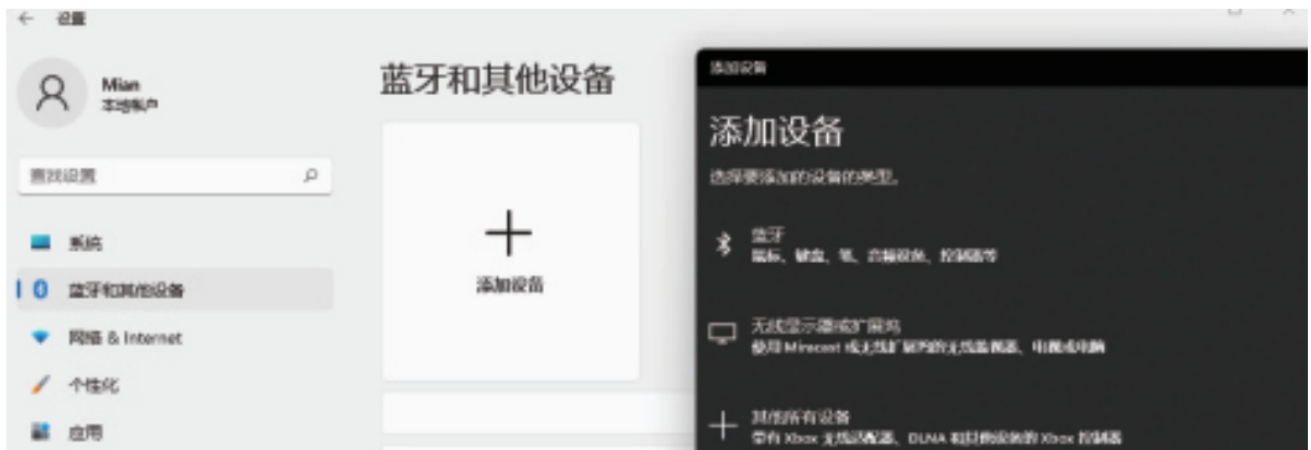 设置
Mian
本地帐户
查找设置
系统
蓝牙和其他设备
网络 & Internet
个性化
应用
蓝牙和其他设备
添加设备
添加设备
添加设备
选择要添加的设备的类型。
蓝牙
鼠标、键盘、笔、音频设备、控制器等
无线显示器或扩展坞
使用 Miracast 或无线扩展坞的无线监视器、电视或电脑
其他所有设备
带有 Xbox 无线适配器、DLNA 和其他设备的 Xbox 控制器